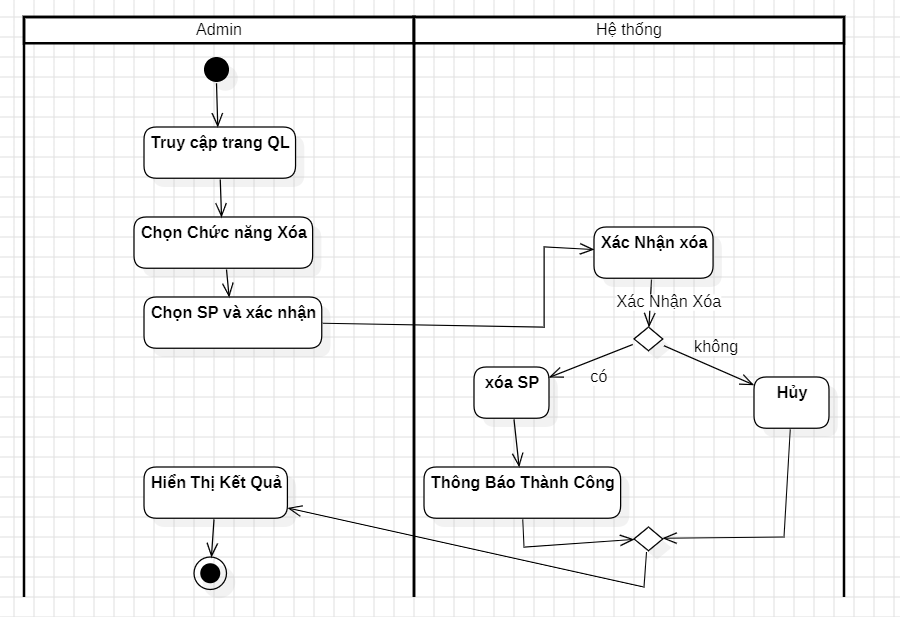 Admin
Hệ thống
Truy cập trang QL
Chọn Chức năng Xóa
Xác Nhận xóa
Chọn SP và xác nhận
Xác Nhận Xóa
không
có
xóa SP
Hủy
Hiển Thị Kết Quả
Thông Báo Thành Công